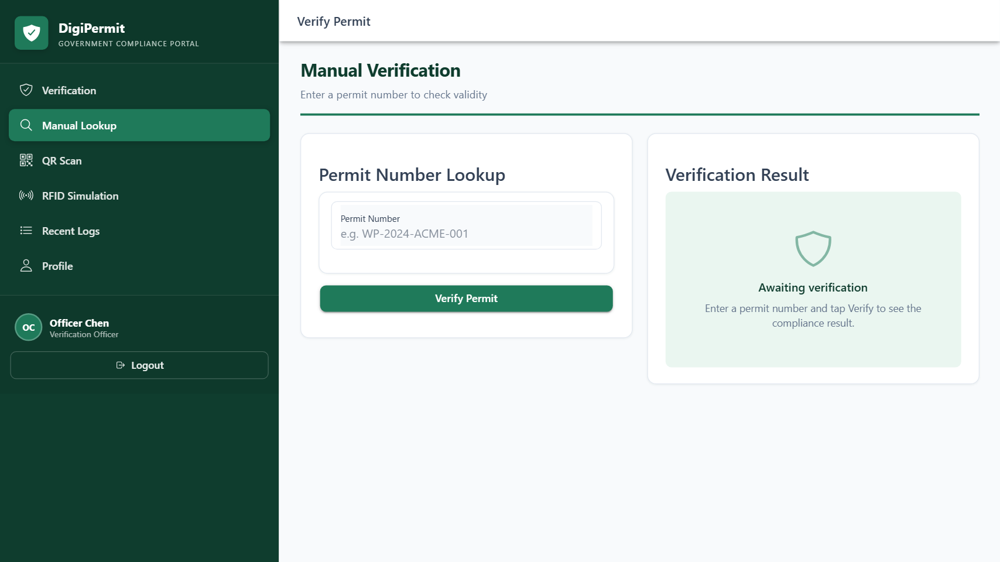 DigiPermit
GOVERNMENT COMPLIANCE PORTAL
Verification
Manual Lookup
QR Scan
RFID Simulation
Recent Logs
Profile
OC
Officer Chen
Verification Officer
Logout
Verify Permit
Manual Verification
Enter a permit number to check validity
Permit Number Lookup
Permit Number
e.g. WP-2024-ACME-001
Verify Permit
Verification Result
Awaiting verification
Enter a permit number and tap Verify to see the
compliance result.